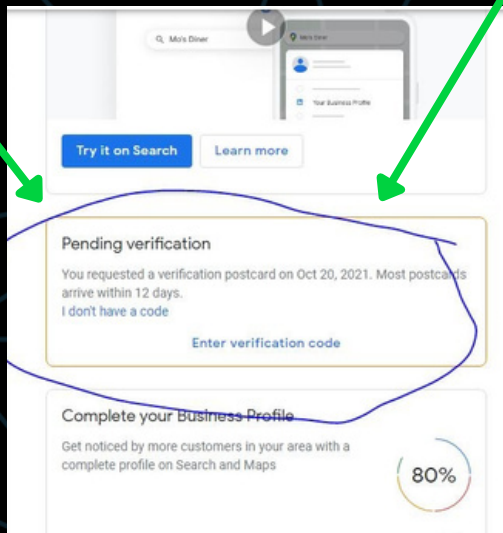 Mo's Diner
Mo's Diner
Your Business Profile
Try it on Search
Learn more
Pending verification
You requested a verification postcard on Oct 20, 2021. Most postcards
arrive within 12 days.
I don't have a code
Enter verification code
Complete your Business Profile
Get noticed by more customers in your area with a
complete profile on Search and Maps
80%